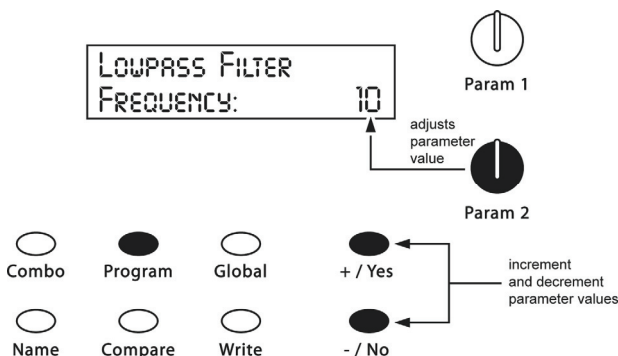 Lowpass Filter
Frequency: 10
Param 1
adjusts
parameter
value
Param 2
Combo Program Global + / Yes
increment
and decrement
parameter values
Name Compare Write - / No